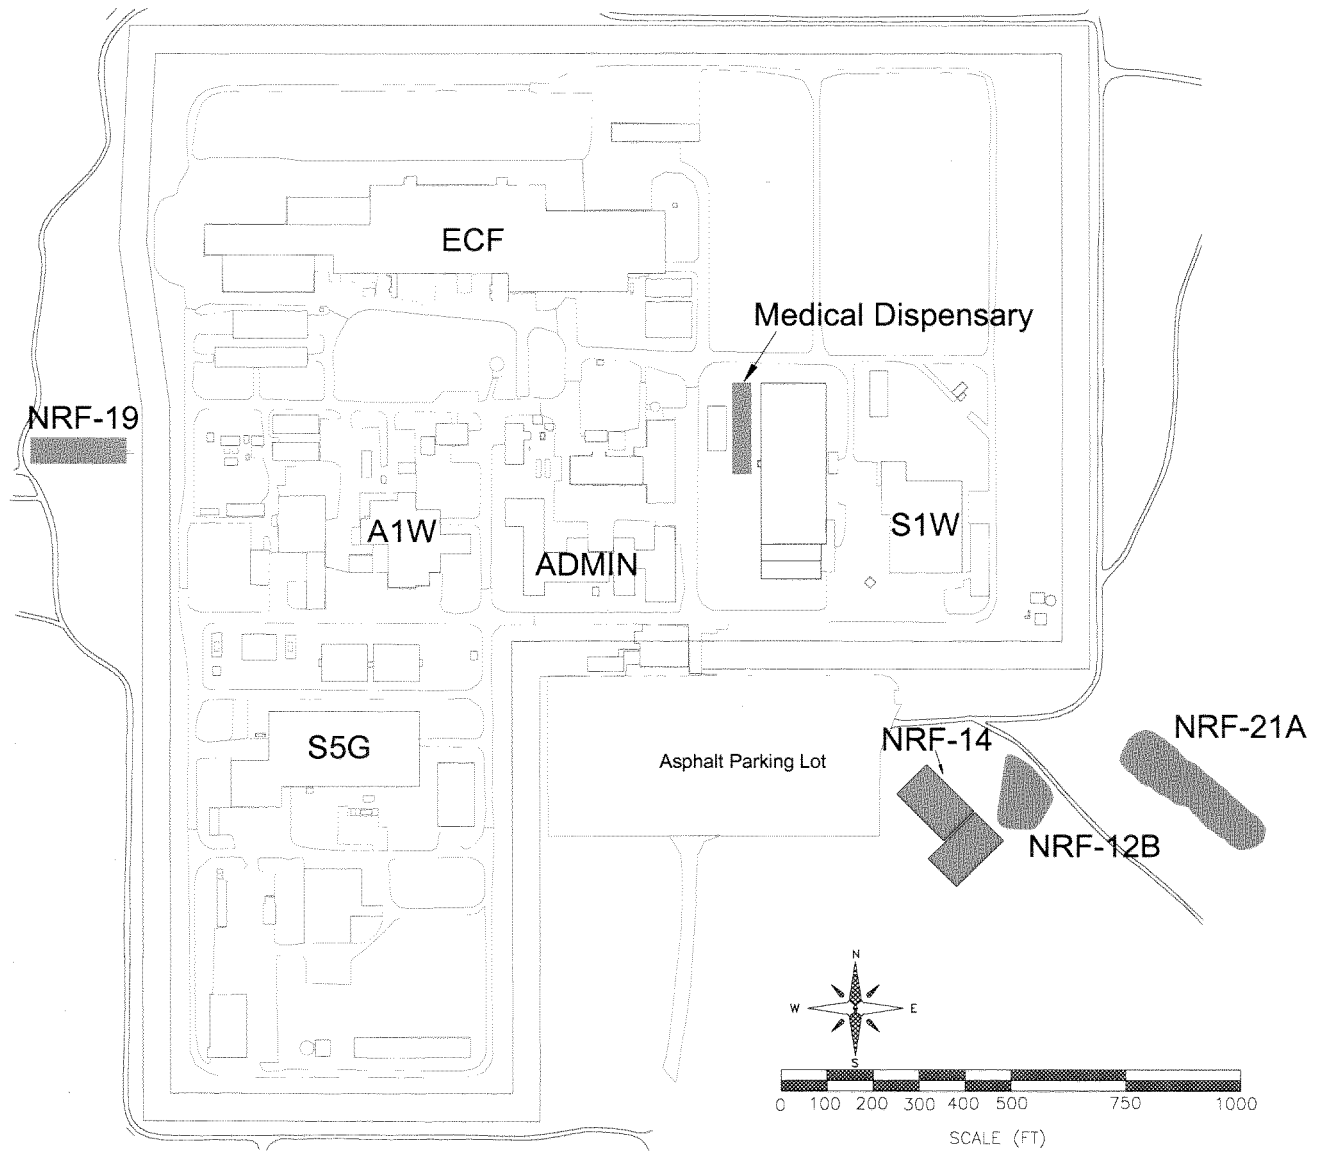 ECF
Medical Dispensary
NRF-19
A1W
ADMIN
S1W
S5G
Asphalt Parking Lot
NRF-14
NRF-21A
NRF-12B
N
W E
S
0 100 200 300 400 500 750 1000
SCALE (FT)